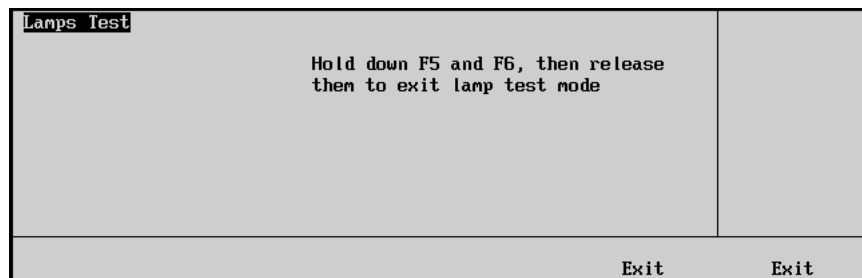 Lamps Test
Hold down F5 and F6, then release
them to exit lamp test mode
Exit Exit